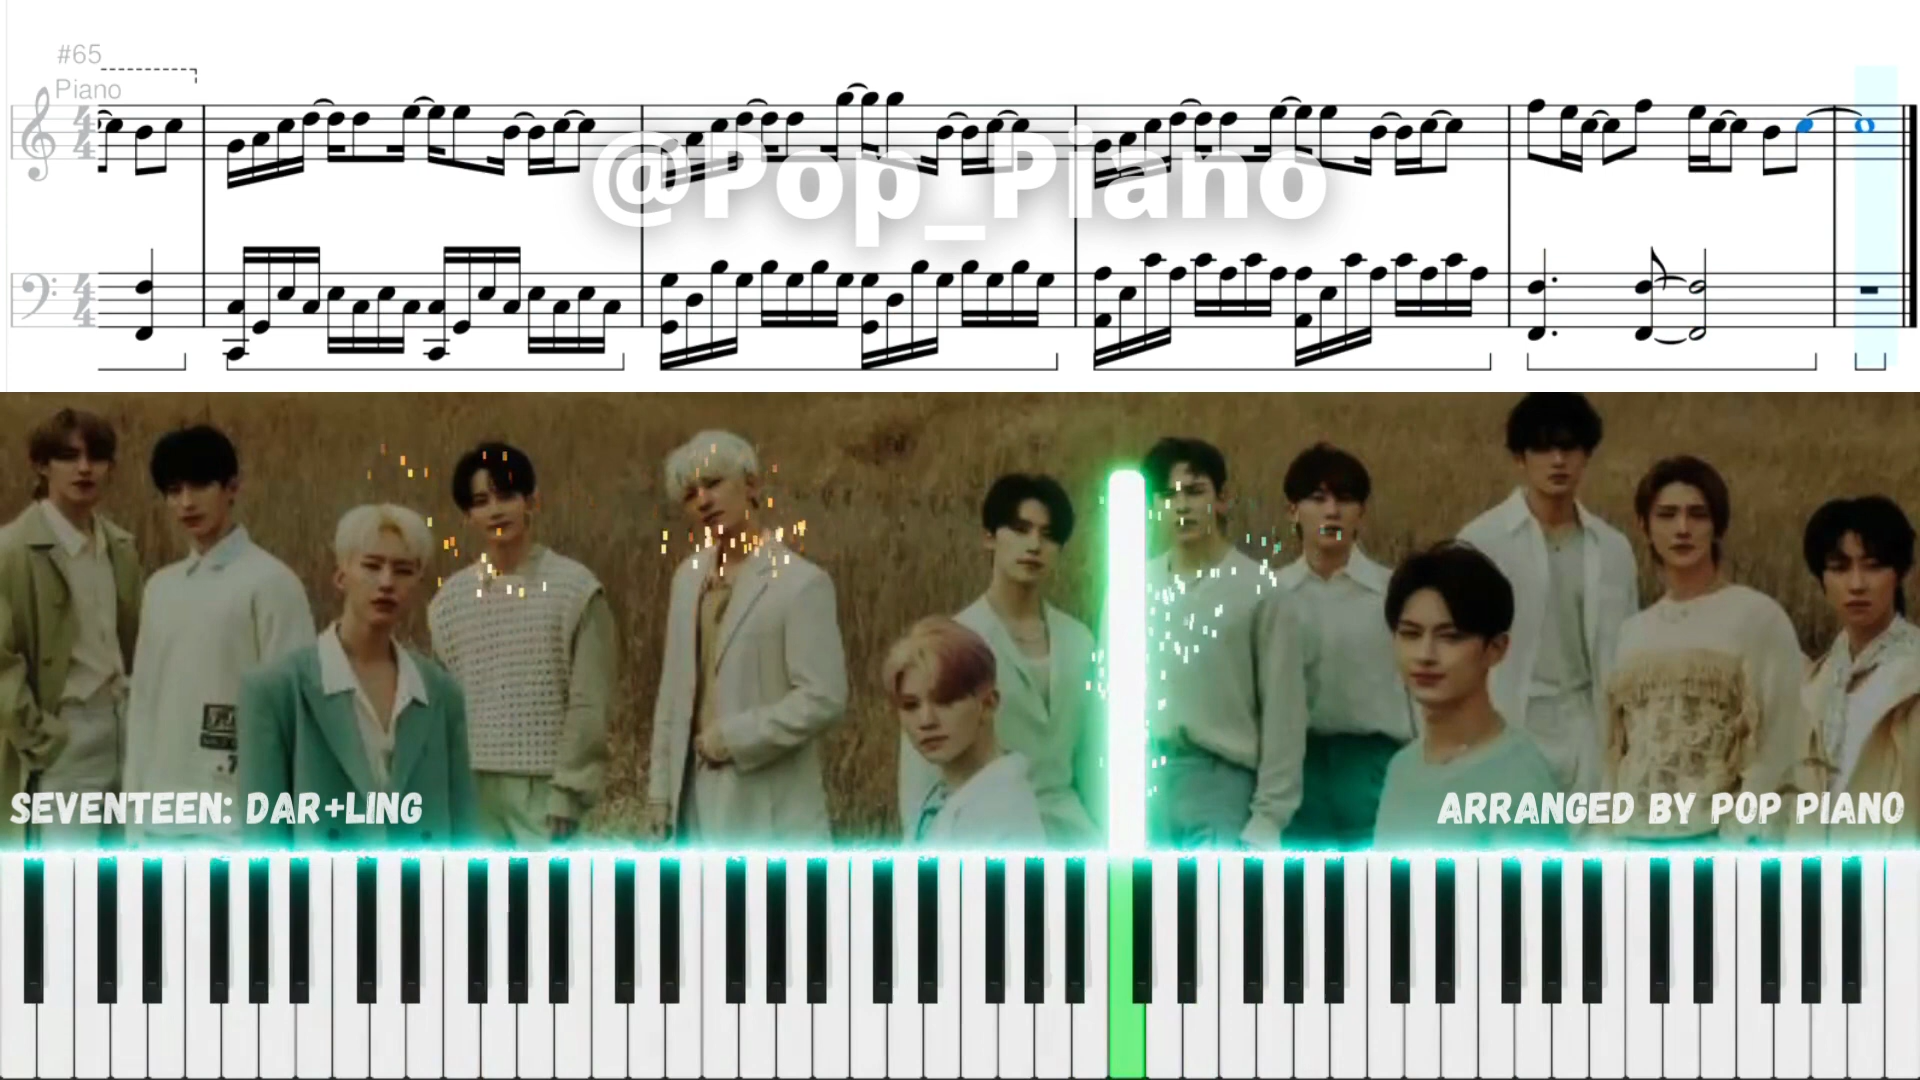 #65
Piano
@Pop_Piano
SEVENTEEN: DAR+LING
ARRANGED BY POP PIANO